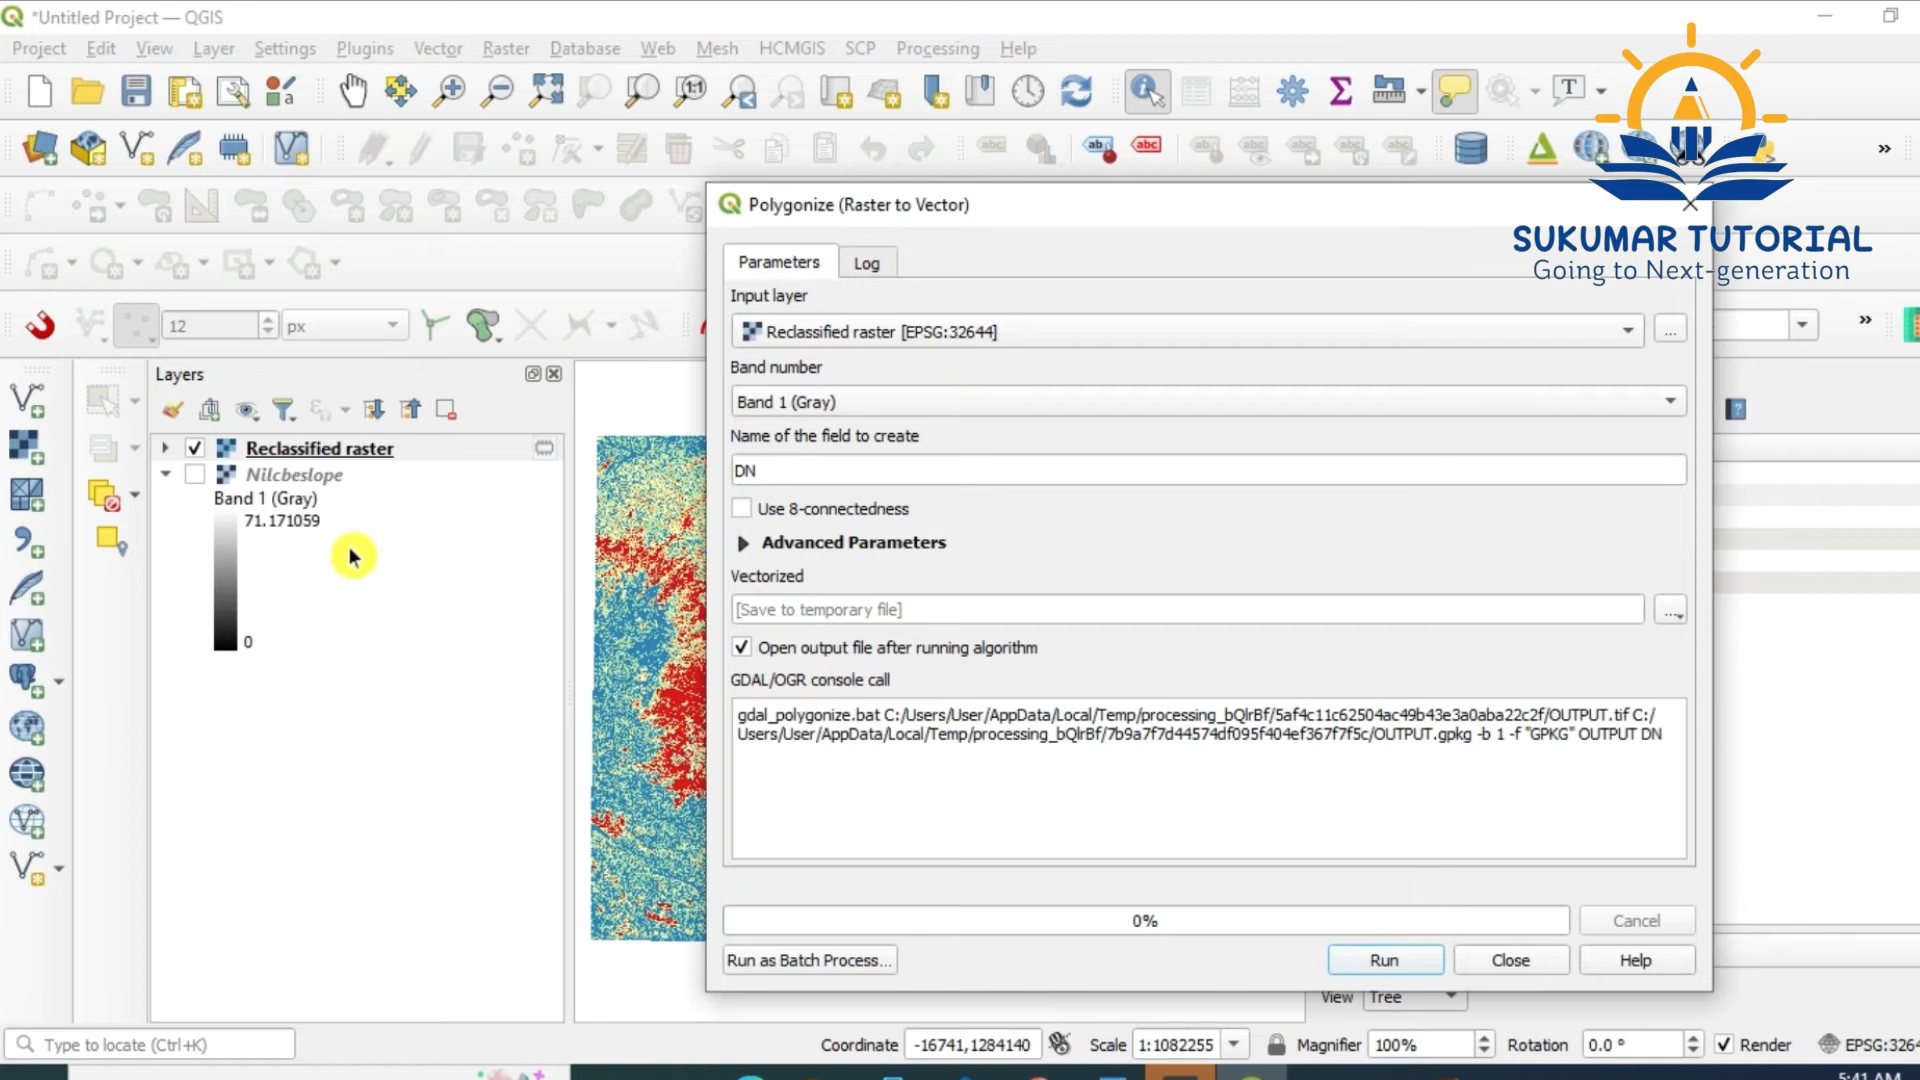 *Untitled Project — QGIS
Project Edit View Layer Settings Plugins Vector Raster Database Web Mesh HCMGIS SCP Processing Help
SUKUMAR TUTORIAL
Going to Next-generation
Polygonize (Raster to Vector)
Parameters
Log
Input layer
Reclassified raster [EPSG:32644]
...
Band number
Band 1 (Gray)
Name of the field to create
DN
Use 8-connectedness
Advanced Parameters
Vectorized
[Save to temporary file]
...
Open output file after running algorithm
GDAL/OGR console call
gdal_polygonize.bat C:/Users/User/AppData/Local/Temp/processing_bQlrBf/5af4c11c62504ac49b43e3a0aba22c2f/OUTPUT.tif C:/
Users/User/AppData/Local/Temp/processing_bQlrBf/7b9a7f7d44574df095f404ef367f7f5c/OUTPUT.gpkg -b 1 -f "GPKG" OUTPUT DN
0%
Cancel
Run as Batch Process...
Run
Close
Help
12
px
Layers
Reclassified raster
Nilcbeslope
Band 1 (Gray)
71.171059
0
View Tree
Type to locate (Ctrl+K)
Coordinate -16741,1284140
Scale 1:1082255
Magnifier 100%
Rotation 0.0 °
Render
EPSG:3264
5:41 AM